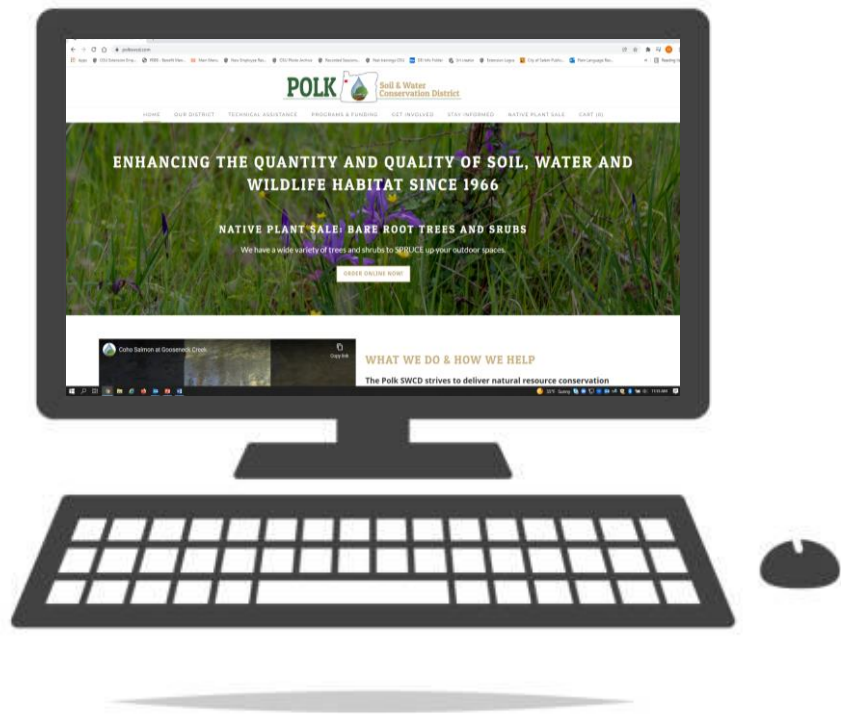 polkswcd.com
Apps
POLK
Soil & Water
Conservation District
HOME OUR DISTRICT TECHNICAL ASSISTANCE PROGRAMS & FUNDING GET INVOLVED STAY INFORMED NATIVE PLANT SALE CART (0)
ENHANCING THE QUANTITY AND QUALITY OF SOIL, WATER AND
WILDLIFE HABITAT SINCE 1966
NATIVE PLANT SALE: BARE ROOT TREES AND SRUBS
We have a wide variety of trees and shrubs to SPRUCE up your outdoor spaces.
ORDER ONLINE NOW!
Coho Salmon at Gooseneck Creek
Copy link
WHAT WE DO & HOW WE HELP
The Polk SWCD strives to deliver natural resource conservation